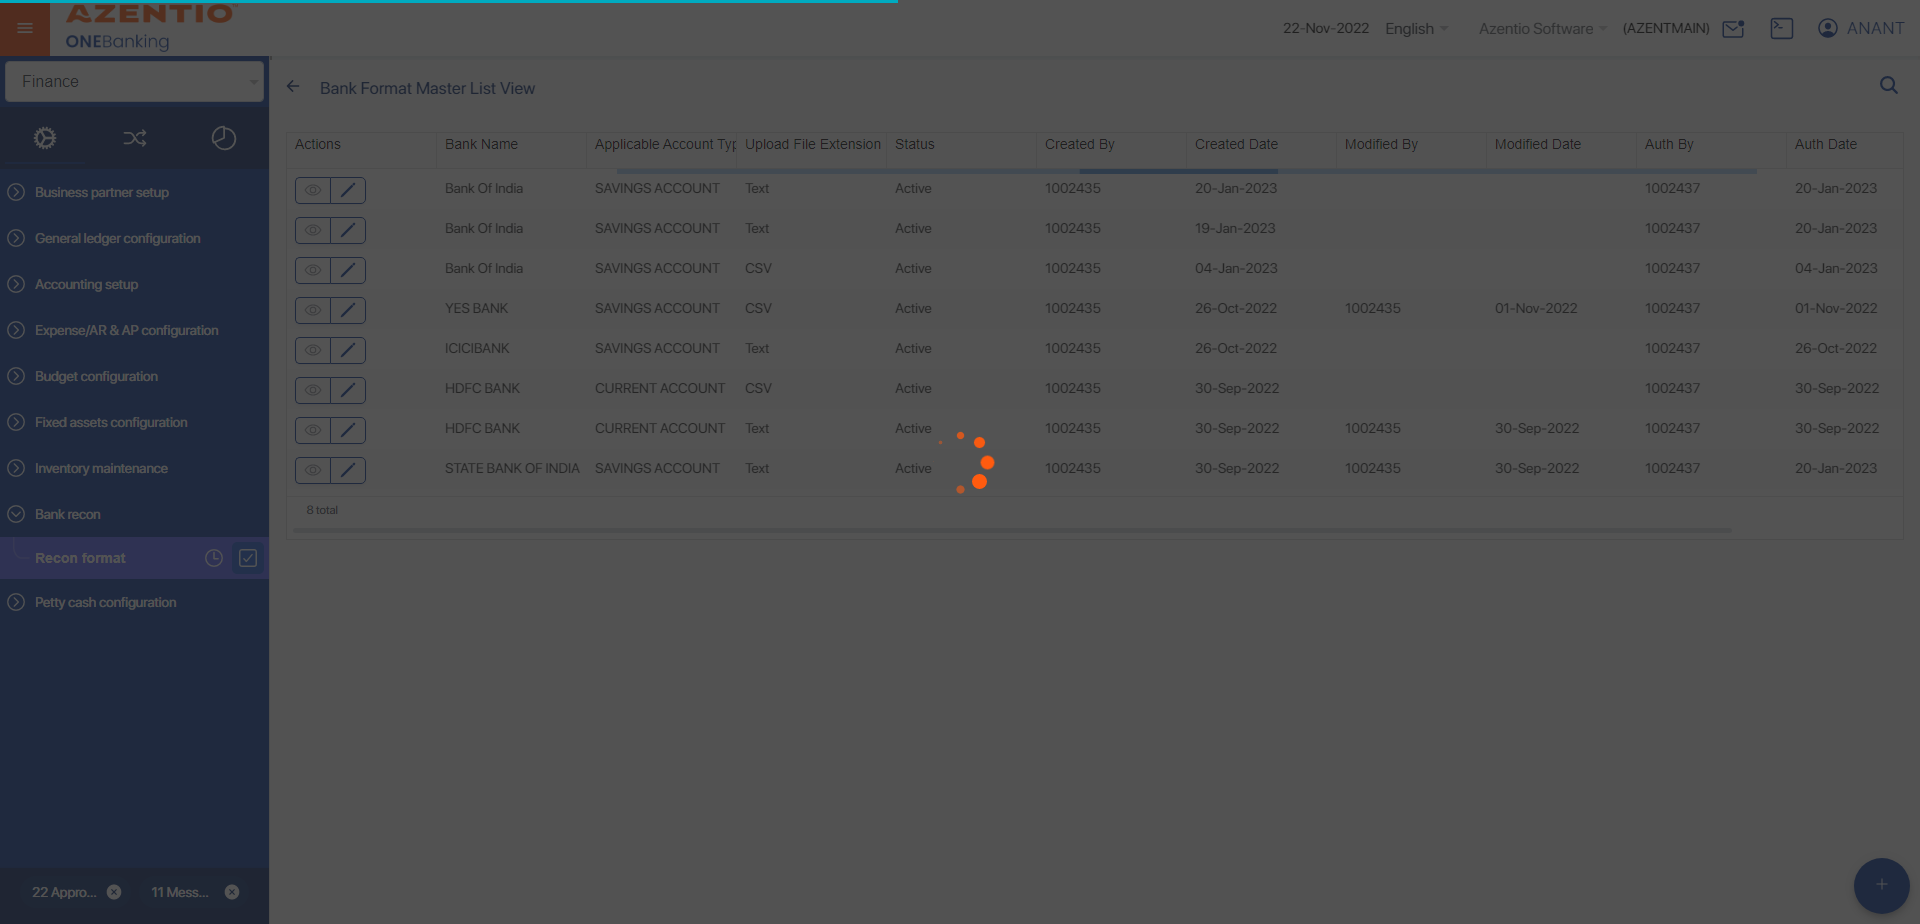 AZENTIO
ONEBanking
22-Nov-2022 English Azentio Software (AZENTMAIN) ANANT
Finance
Business partner setup
General ledger configuration
Accounting setup
Expense/AR & AP configuration
Budget configuration
Fixed assets configuration
Inventory maintenance
Bank recon
Recon format
Petty cash configuration
22 Appro...
11 Mess...
Bank Format Master List View
Actions Bank Name Applicable Account Typ Upload File Extension Status Created By Created Date Modified By Modified Date Auth By Auth Date
Bank Of India SAVINGS ACCOUNT Text Active 1002435 20-Jan-2023 1002437 20-Jan-2023
Bank Of India SAVINGS ACCOUNT Text Active 1002435 19-Jan-2023 1002437 20-Jan-2023
Bank Of India SAVINGS ACCOUNT CSV Active 1002435 04-Jan-2023 1002437 04-Jan-2023
YES BANK SAVINGS ACCOUNT CSV Active 1002435 26-Oct-2022 1002435 01-Nov-2022 1002437 01-Nov-2022
ICICIBANK SAVINGS ACCOUNT Text Active 1002435 26-Oct-2022 1002437 26-Oct-2022
HDFC BANK CURRENT ACCOUNT CSV Active 1002435 30-Sep-2022 1002437 30-Sep-2022
HDFC BANK CURRENT ACCOUNT Text Active 1002435 30-Sep-2022 1002435 30-Sep-2022 1002437 30-Sep-2022
STATE BANK OF INDIA SAVINGS ACCOUNT Text Active 1002435 30-Sep-2022 1002435 30-Sep-2022 1002437 20-Jan-2023
8 total